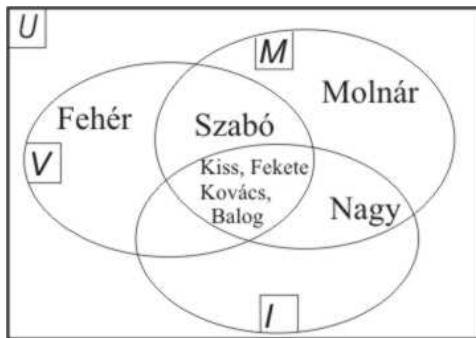 U
M
Molnár
Fehér
Szabó
V
Kiss, Fekete
Kovács,
Balog
Nagy
I